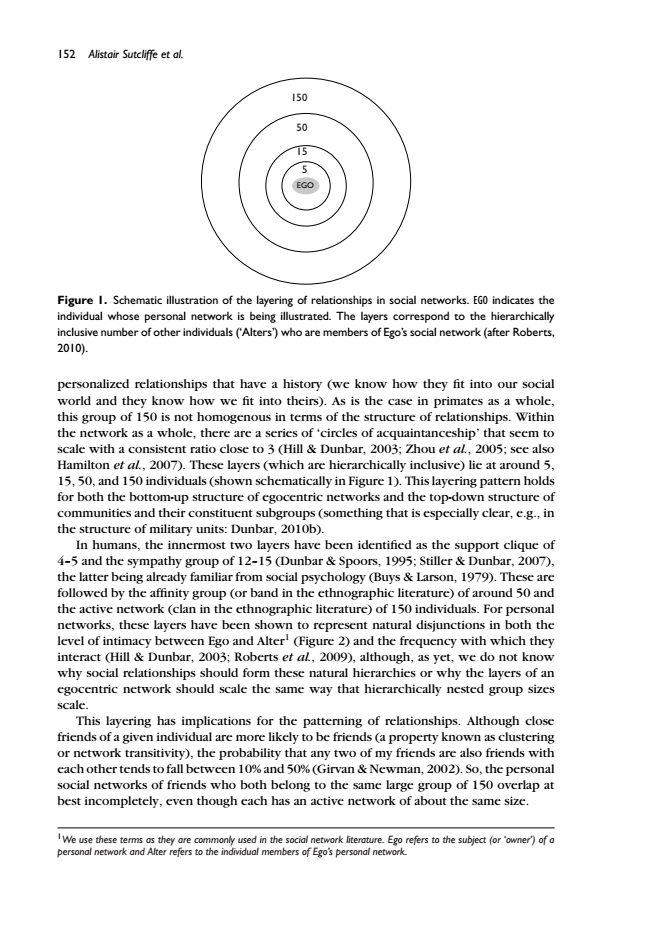 152 Alistair Sutcliffe et al.
150
50
15
5
EGO
Figure 1. Schematic illustration of the layering of relationships in social networks. EGO indicates the
individual whose personal network is being illustrated. The layers correspond to the hierarchically
inclusive number of other individuals (‘Alters’) who are members of Ego’s social network (after Roberts,
2010).
personalized relationships that have a history (we know how they fit into our social
world and they know how we fit into theirs). As is the case in primates as a whole,
this group of 150 is not homogenous in terms of the structure of relationships. Within
the network as a whole, there are a series of ‘circles of acquaintanceship’ that seem to
scale with a consistent ratio close to 3 (Hill & Dunbar, 2003; Zhou et al., 2005; see also
Hamilton et al., 2007). These layers (which are hierarchically inclusive) lie at around 5,
15, 50, and 150 individuals (shown schematically in Figure 1). This layering pattern holds
for both the bottom-up structure of egocentric networks and the top-down structure of
communities and their constituent subgroups (something that is especially clear, e.g., in
the structure of military units: Dunbar, 2010b).
In humans, the innermost two layers have been identified as the support clique of
4–5 and the sympathy group of 12–15 (Dunbar & Spoors, 1995; Stiller & Dunbar, 2007),
the latter being already familiar from social psychology (Buys & Larson, 1979). These are
followed by the affinity group (or band in the ethnographic literature) of around 50 and
the active network (clan in the ethnographic literature) of 150 individuals. For personal
networks, these layers have been shown to represent natural disjunctions in both the
level of intimacy between Ego and Alter¹ (Figure 2) and the frequency with which they
interact (Hill & Dunbar, 2003; Roberts et al., 2009), although, as yet, we do not know
why social relationships should form these natural hierarchies or why the layers of an
egocentric network should scale the same way that hierarchically nested group sizes
scale.
This layering has implications for the patterning of relationships. Although close
friends of a given individual are more likely to be friends (a property known as clustering
or network transitivity), the probability that any two of my friends are also friends with
each other tends to fall between 10% and 50% (Girvan & Newman, 2002). So, the personal
social networks of friends who both belong to the same large group of 150 overlap at
best incompletely, even though each has an active network of about the same size.
¹We use these terms as they are commonly used in the social network literature. Ego refers to the subject (or ‘owner’) of a
personal network and Alter refers to the individual members of Ego’s personal network.